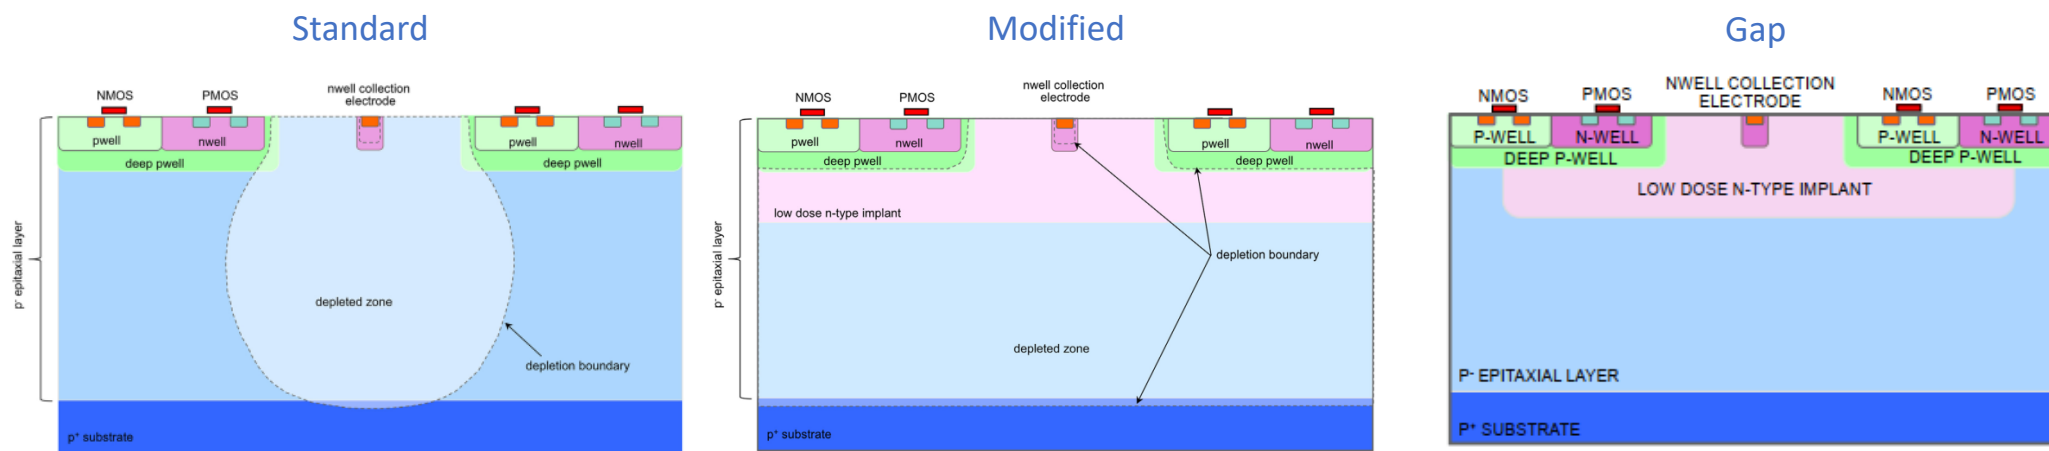 Standard
NMOS
PMOS
nwell collection
electrode
pwell
nwell
pwell
nwell
deep pwell
deep pwell
p- epitaxial layer
depleted zone
depletion boundary
p+ substrate
Modified
NMOS
PMOS
nwell collection
electrode
pwell
nwell
pwell
nwell
deep pwell
deep pwell
low dose n-type implant
p- epitaxial layer
depletion boundary
depleted zone
p+ substrate
Gap
NWELL COLLECTION
ELECTRODE
NMOS
PMOS
NMOS
PMOS
P-WELL
N-WELL
P-WELL
N-WELL
DEEP P-WELL
DEEP P-WELL
LOW DOSE N-TYPE IMPLANT
P- EPITAXIAL LAYER
P+ SUBSTRATE